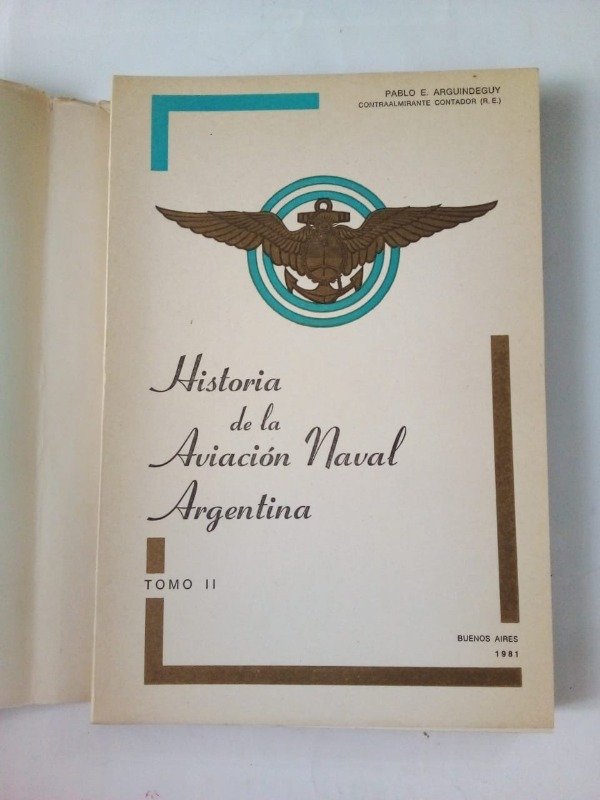 PABLO E. ARGUINDEGUY
CONTRAALMIRANTE CONTADOR (R.E.)
Historia
de la
Aviación Naval
Argentina
TOMO II
BUENOS AIRES
1981